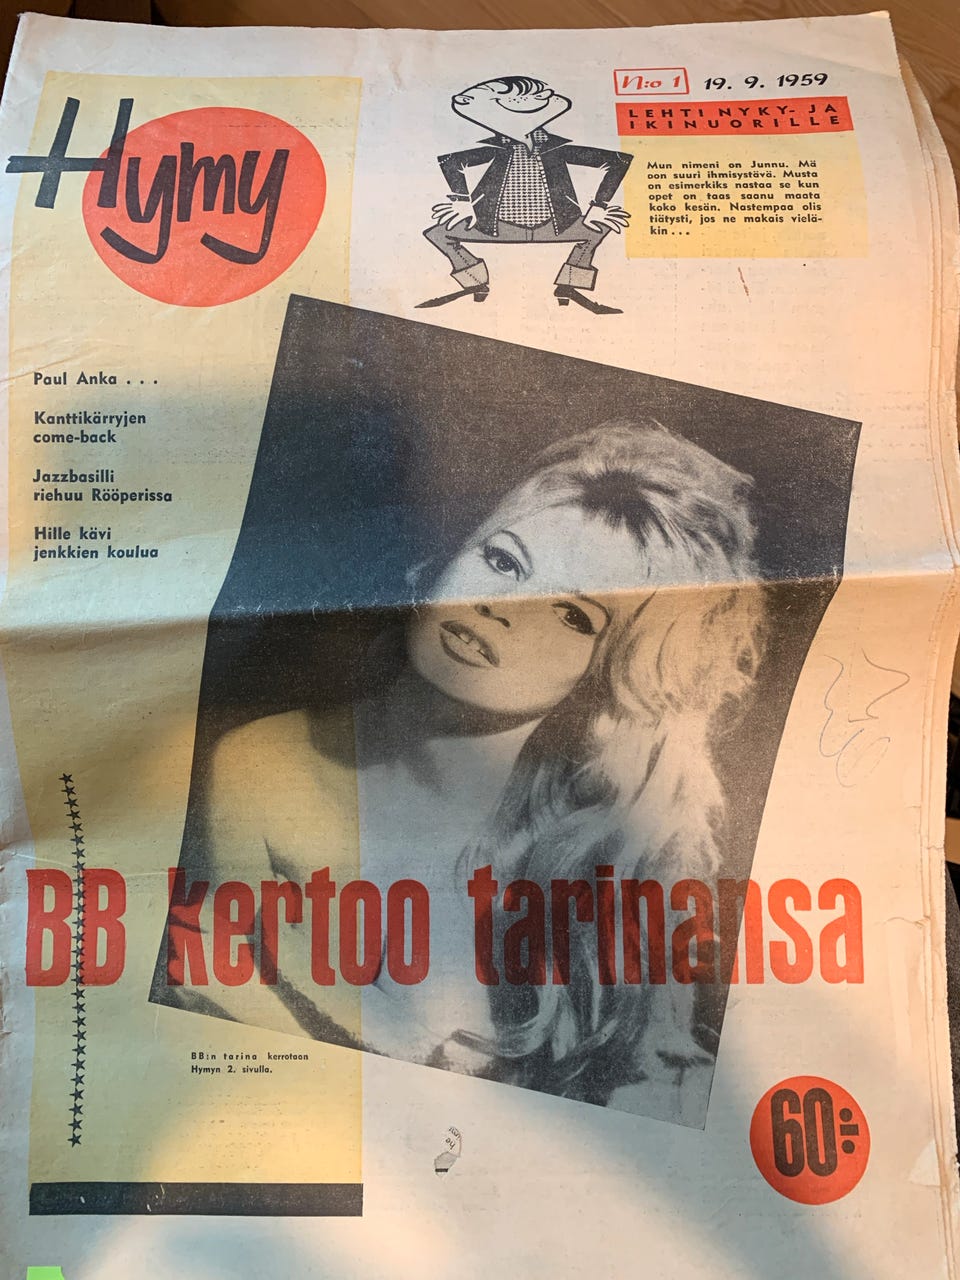 Hymy
N:o 1 19. 9. 1959
LEHTI NYKY- JA
IKINUORILLE
Mun nimeni on Junnu. Mä
oon suuri ihmisystävä. Musta
on esimerkiks nastaa se kun
opet on taas saanu maata
koko kesän. Nastempaa olis
tiätysti, jos ne makais vielä-
kin . . .
Paul Anka . . .
Kanttikärryjen
come-back
Jazzbasilli
riehuu Rööperissa
Hille kävi
jenkkien koulua
BB kertoo tarinansa
BB:n tarina kerrotaan
Hymyn 2. sivulla.
60:-